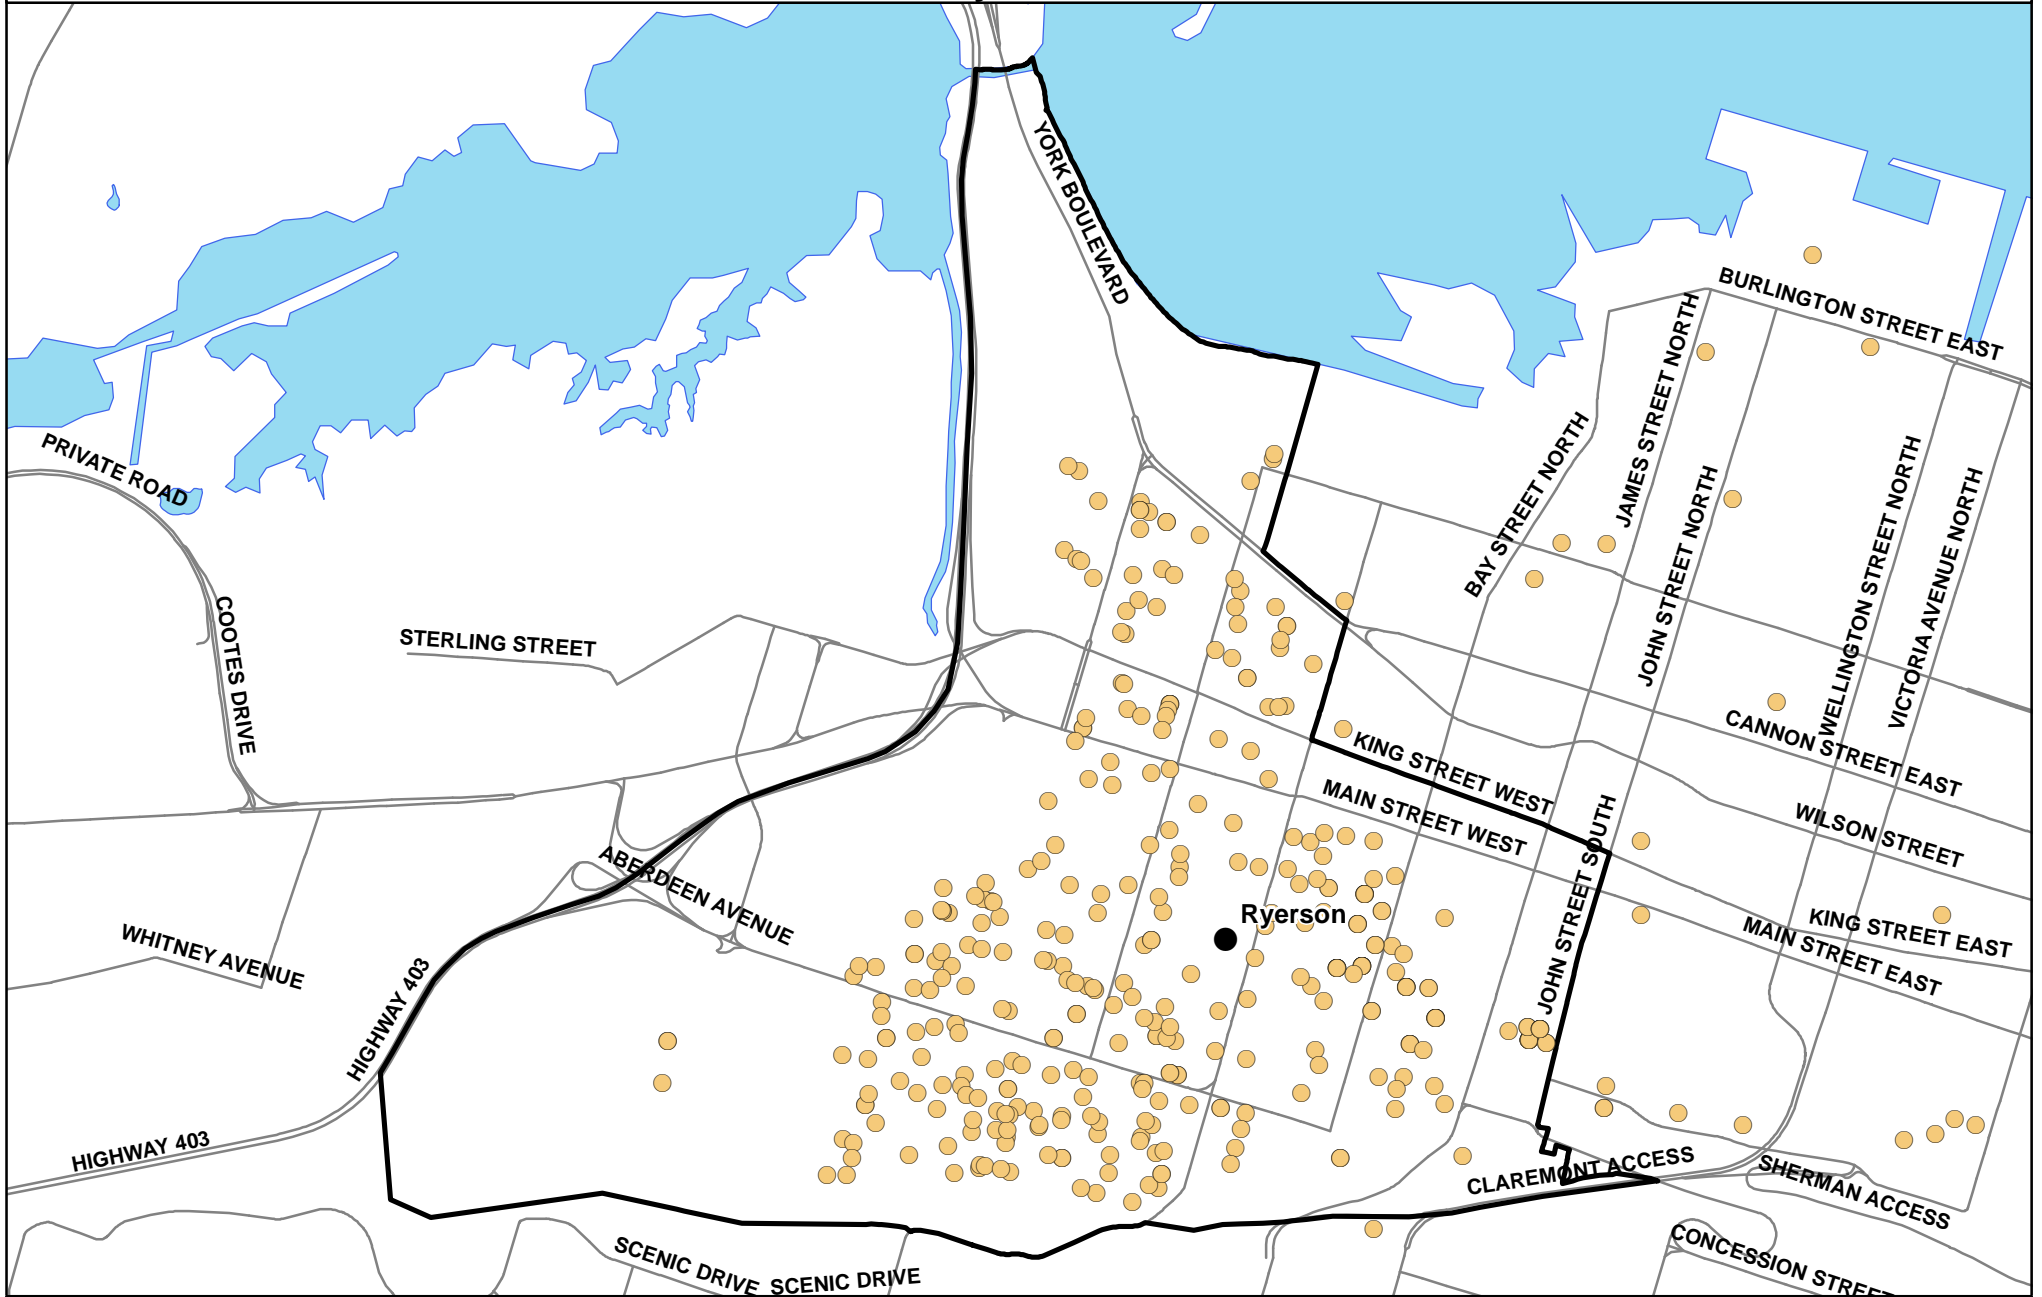 YORK BOULEVARD
BURLINGTON STREET EAST
JAMES STREET NORTH
BAY STREET NORTH
JOHN STREET NORTH
WELLINGTON STREET NORTH
VICTORIA AVENUE NORTH
PRIVATE ROAD
COOTES DRIVE
STERLING STREET
CANNON STREET EAST
KING STREET WEST
MAIN STREET WEST
WILSON STREET
JOHN STREET SOUTH
ABERDEEN AVENUE
Ryerson
KING STREET EAST
MAIN STREET EAST
WHITNEY AVENUE
HIGHWAY 403
HIGHWAY 403
CLAREMONT ACCESS
SHERMAN ACCESS
CONCESSION STREET
SCENIC DRIVE
SCENIC DRIVE